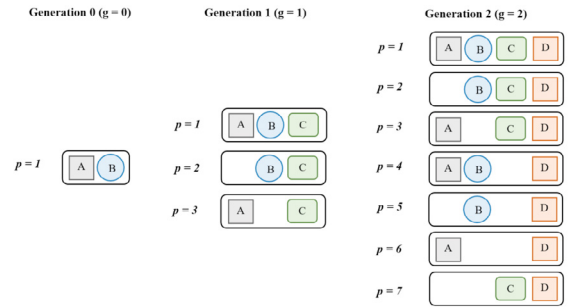 Generation 0 (g = 0)
p = 1
A B
Generation 1 (g = 1)
p = 1
A B C
p = 2
B C
p = 3
A C
Generation 2 (g = 2)
p = 1
A B C D
p = 2
B C D
p = 3
A C D
p = 4
A B D
p = 5
B D
p = 6
A D
p = 7
C D